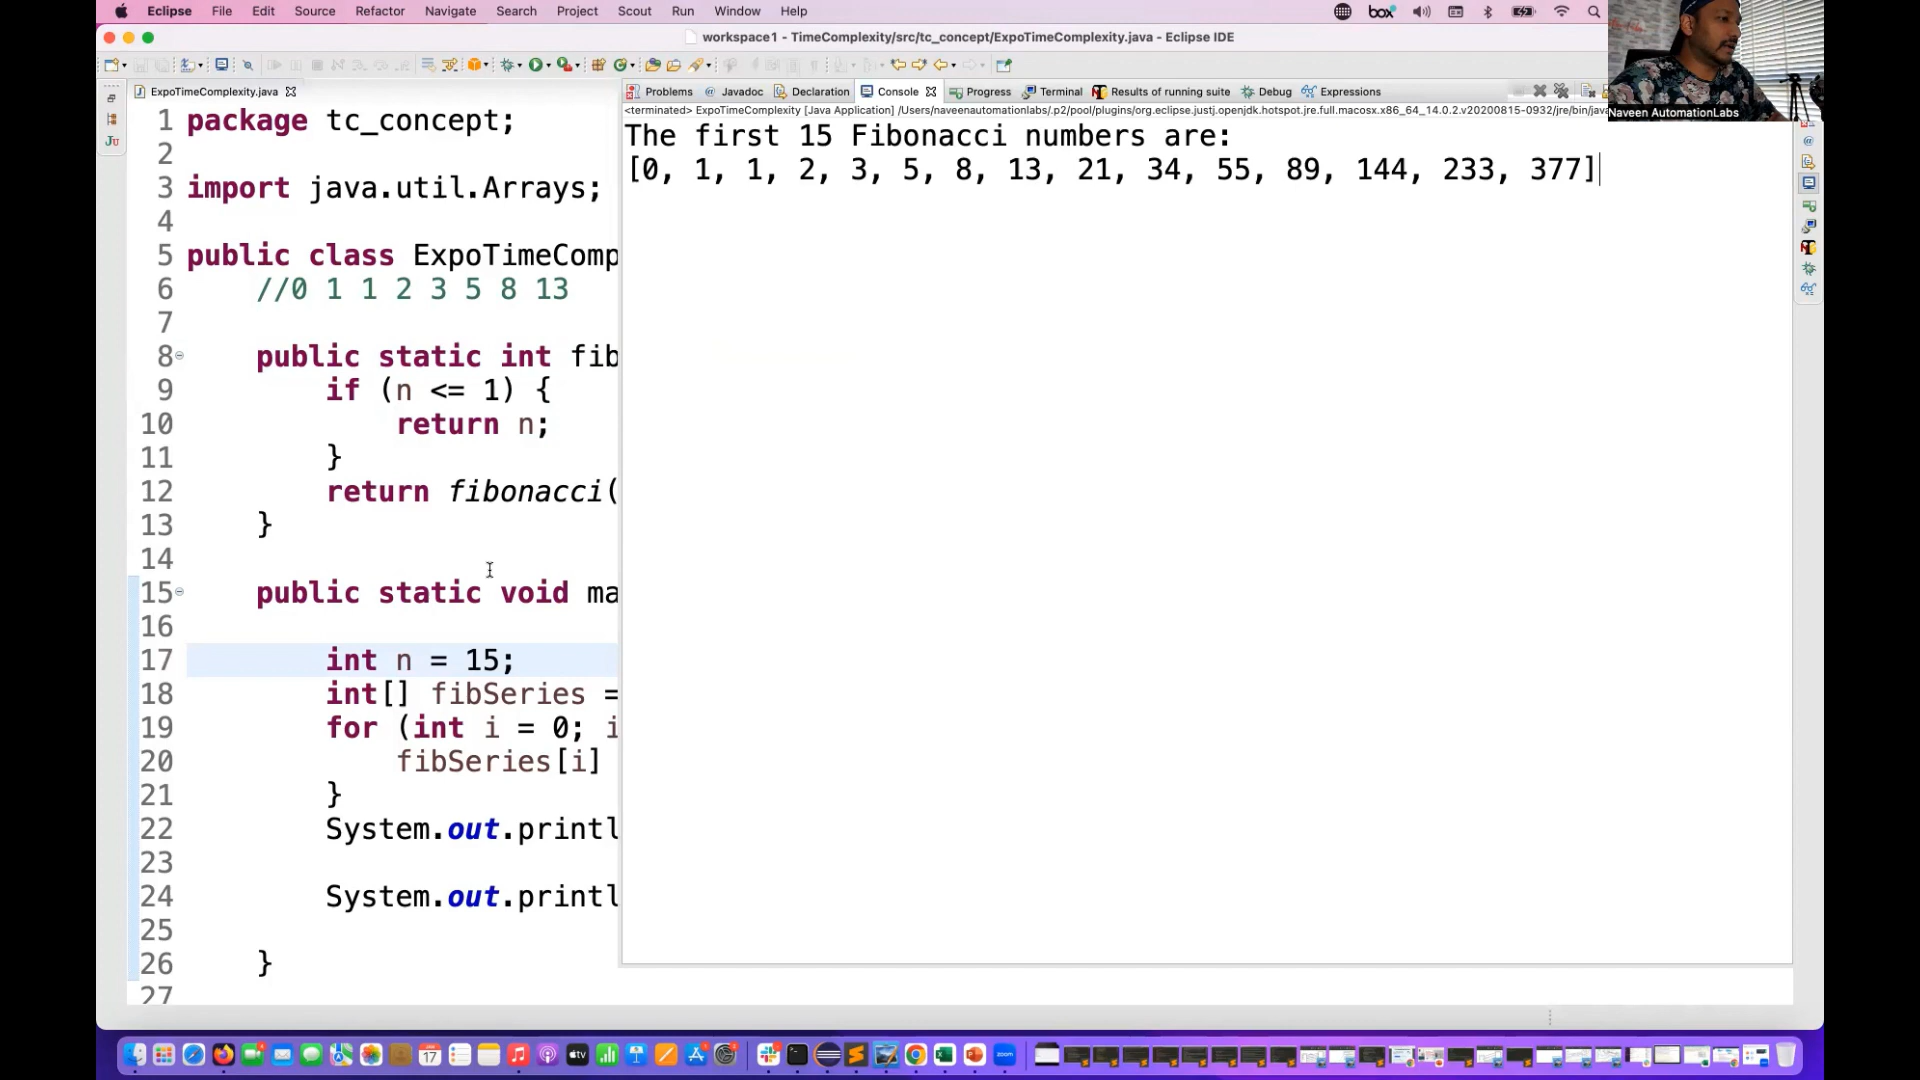 Eclipse File Edit Source Refactor Navigate Search Project Scout Run Window Help
box
workspace1 - TimeComplexity/src/tc_concept/ExpoTimeComplexity.java - Eclipse IDE
ExpoTimeComplexity.java
1 package tc_concept;
2
3 import java.util.Arrays;
4
5 public class ExpoTimeComp
6 //0 1 1 2 3 5 8 13
7
8 public static int fib
9 if (n <= 1) {
10 return n;
11 }
12 return fibonacci(
13 }
14
15 public static void ma
16
17 int n = 15;
18 int[] fibSeries =
19 for (int i = 0; i
20 fibSeries[i]
21 }
22 System.out.printl
23
24 System.out.printl
25
26 }
27
Problems Javadoc Declaration Console Progress Terminal Results of running suite Debug Expressions
<terminated> ExpoTimeComplexity [Java Application] /Users/naveenautomationlabs/.p2/pool/plugins/org.eclipse.justj.openjdk.hotspot.jre.full.macosx.x86_64_14.0.2.v20200815-0932/jre/bin/java
The first 15 Fibonacci numbers are:
[0, 1, 1, 2, 3, 5, 8, 13, 21, 34, 55, 89, 144, 233, 377]
Naveen AutomationLabs
Ju
17
tv
zoom